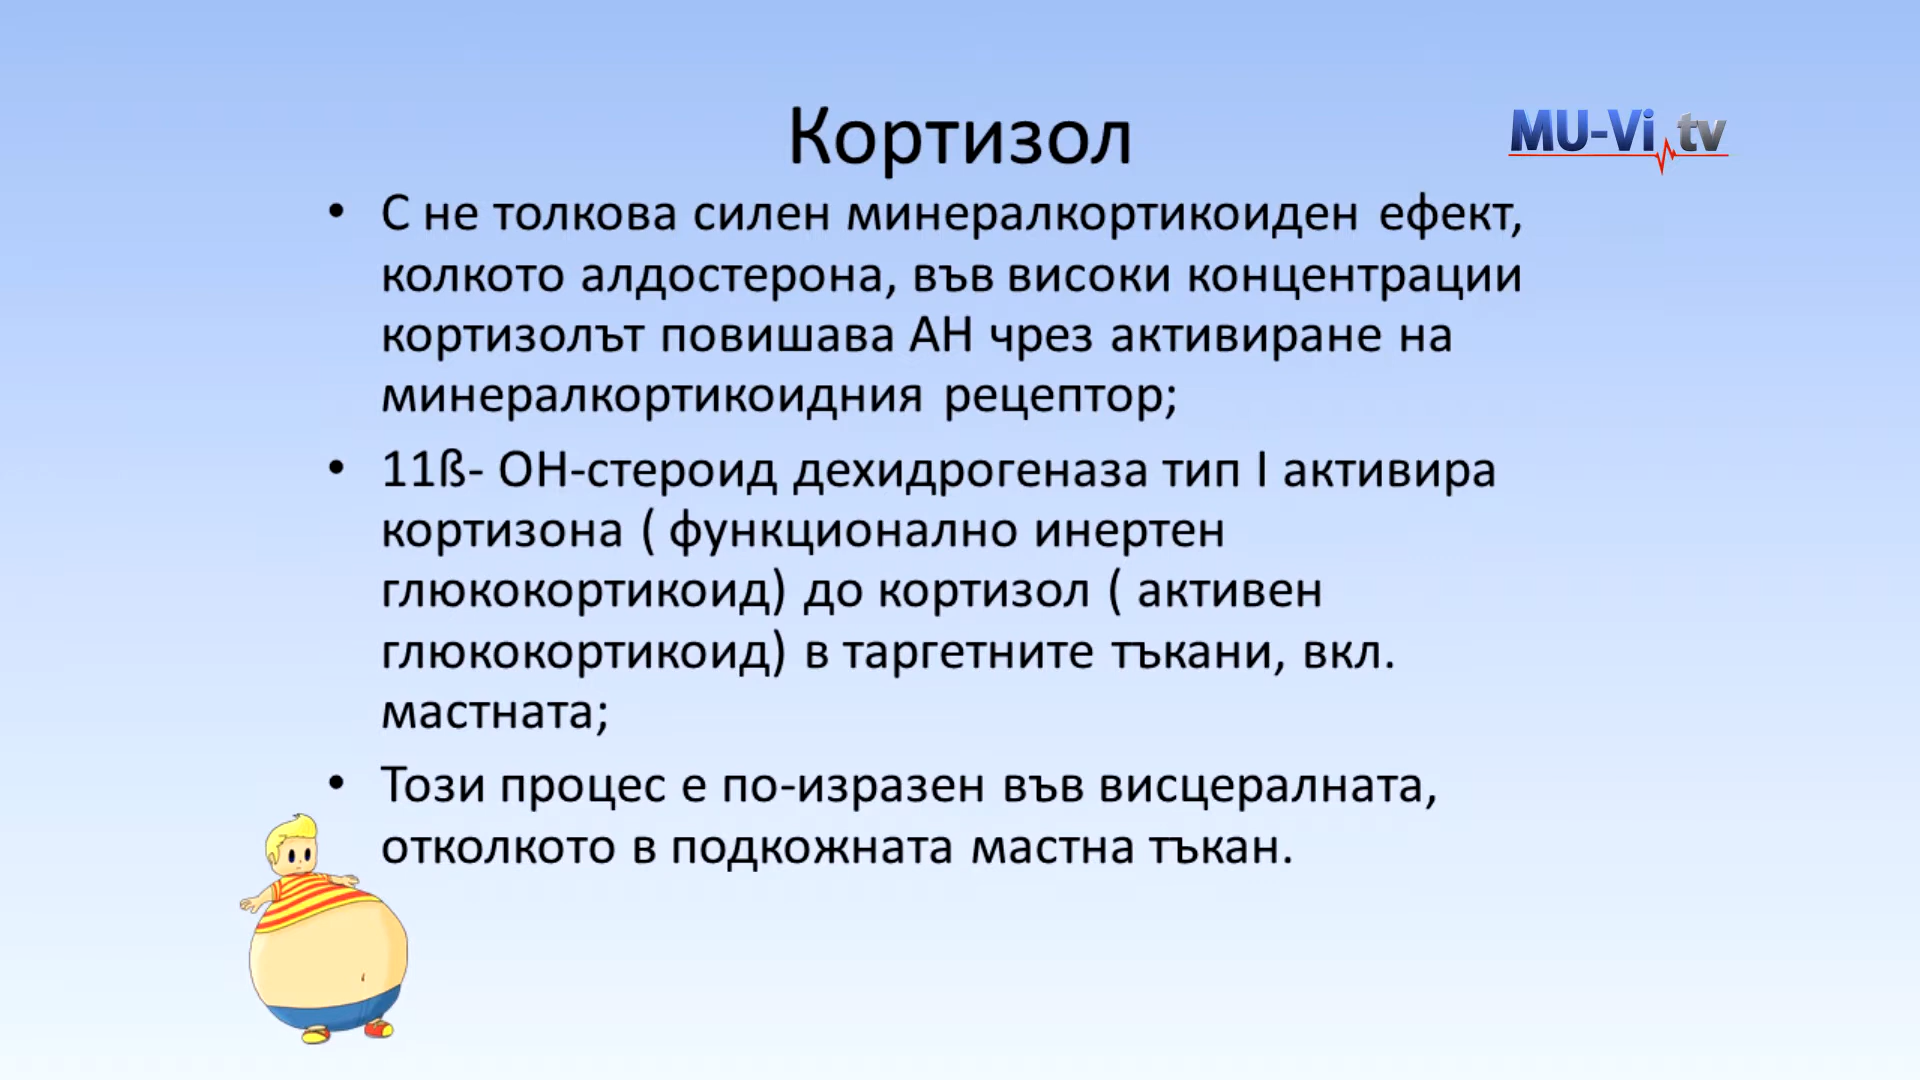 Кортизол
MU-Vi.tv
• С не толкова силен минералкортикоиден ефект,
колкото алдостерона, във високи концентрации
кортизолът повишава АН чрез активиране на
минералкортикоидния рецептор;
• 11ß- ОН-стероид дехидрогеназа тип I активира
кортизона ( функционално инертен
глюкокортикоид) до кортизол ( активен
глюкокортикоид) в таргетните тъкани, вкл.
мастната;
• Този процес е по-изразен във висцералната,
отколкото в подкожната мастна тъкан.